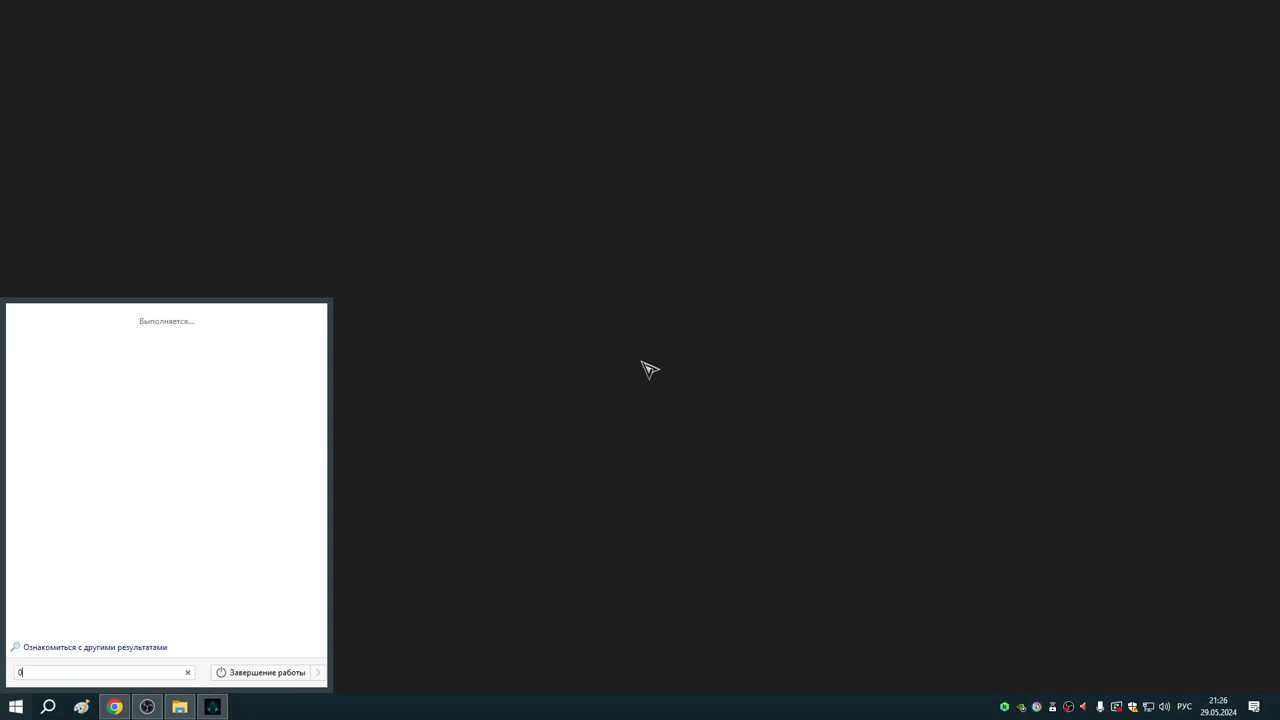 Выполняется...
Ознакомиться с другими результатами
0
Завершение работы
РУС
21:26
29.05.2024